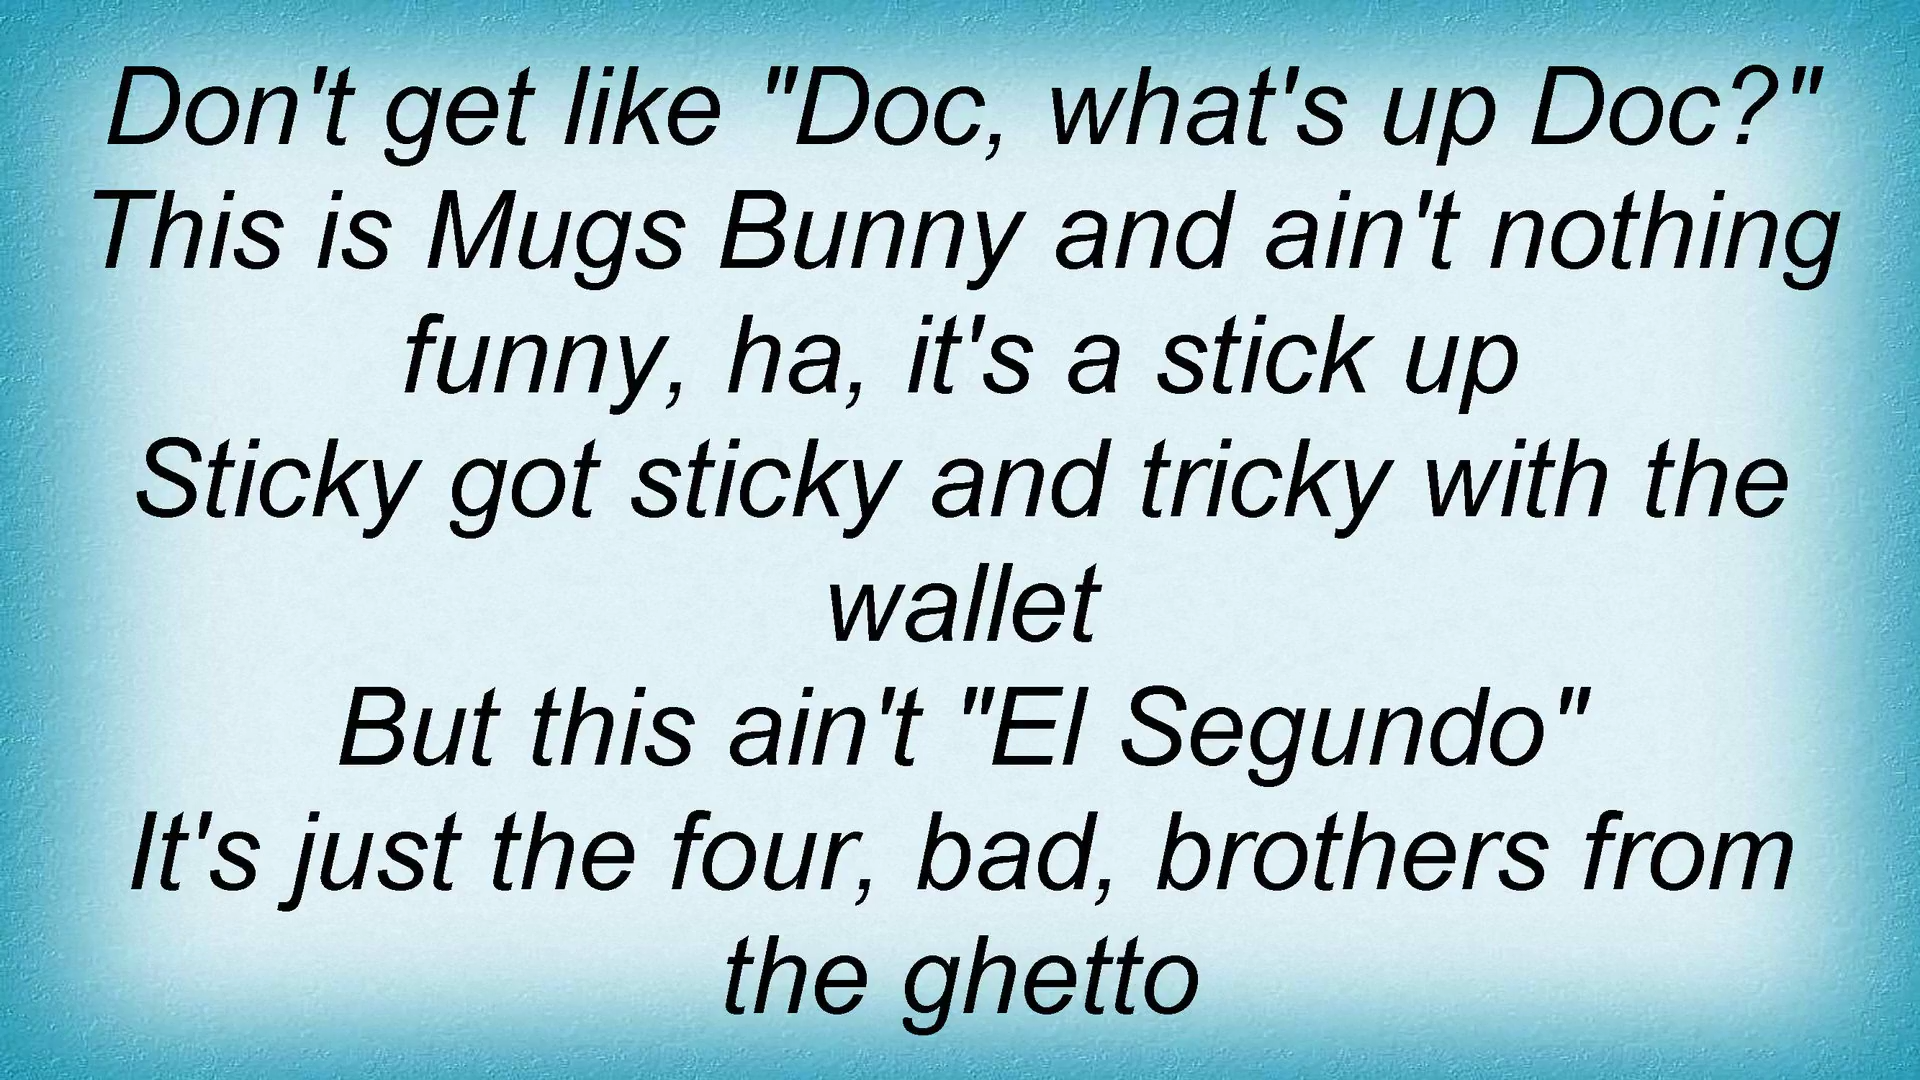 Don't get like "Doc, what's up Doc?"
This is Mugs Bunny and ain't nothing
funny, ha, it's a stick up
Sticky got sticky and tricky with the
wallet
But this ain't "El Segundo"
It's just the four, bad, brothers from
the ghetto